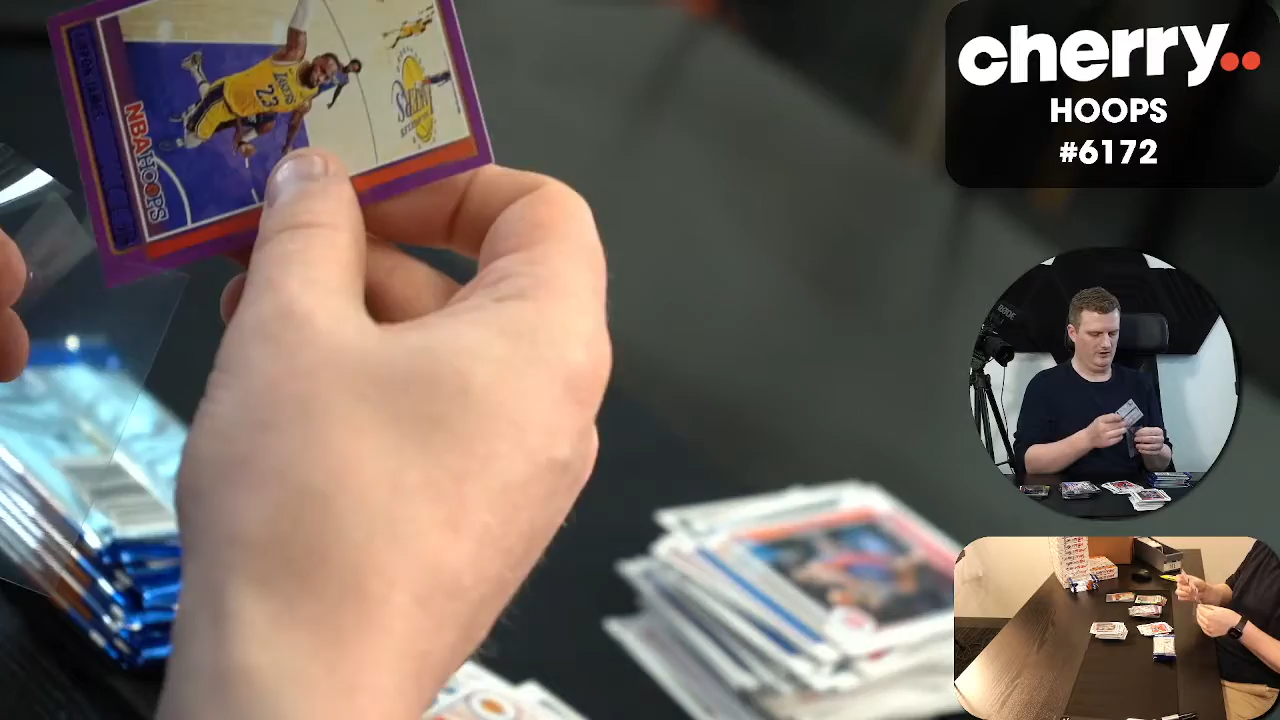 cherry..
HOOPS
#6172
NBA HOOPS
LAKERS
23